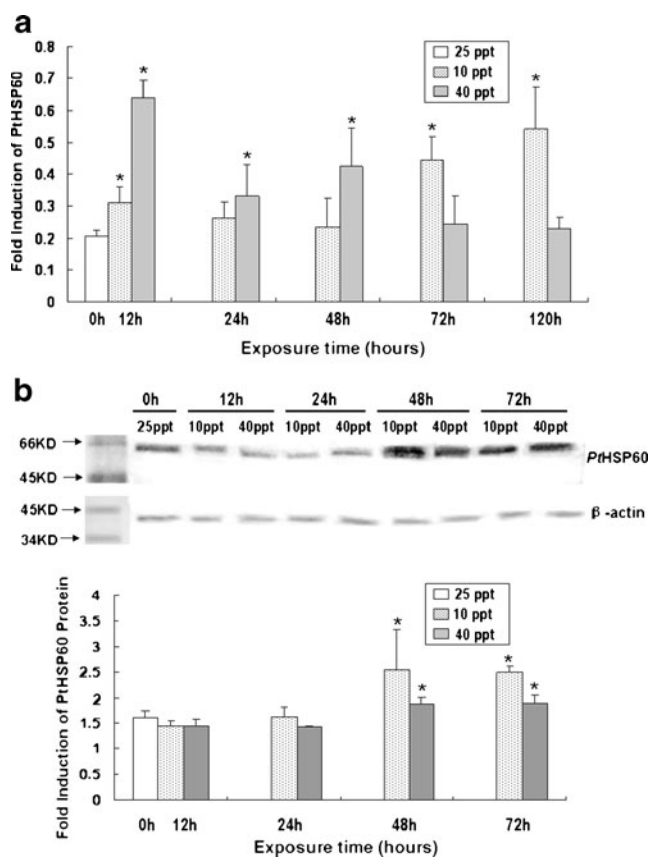 a
Fold Induction of PtHSP60
0.8
0.7
0.6
0.5
0.4
0.3
0.2
0.1
0
25 ppt
10 ppt
40 ppt
* * * * * *
0h 12h 24h 48h 72h 120h
Exposure time (hours)
b
0h 12h 24h 48h 72h
25ppt 10ppt 40ppt 10ppt 40ppt 10ppt 40ppt 10ppt 40ppt
66KD
45KD
PtHSP60
45KD
34KD
β -actin
Fold Induction of PtHSP60 Protein
4
3.5
3
2.5
2
1.5
1
0.5
0
25 ppt
10 ppt
40 ppt
* * * *
0h 12h 24h 48h 72h
Exposure time (hours)